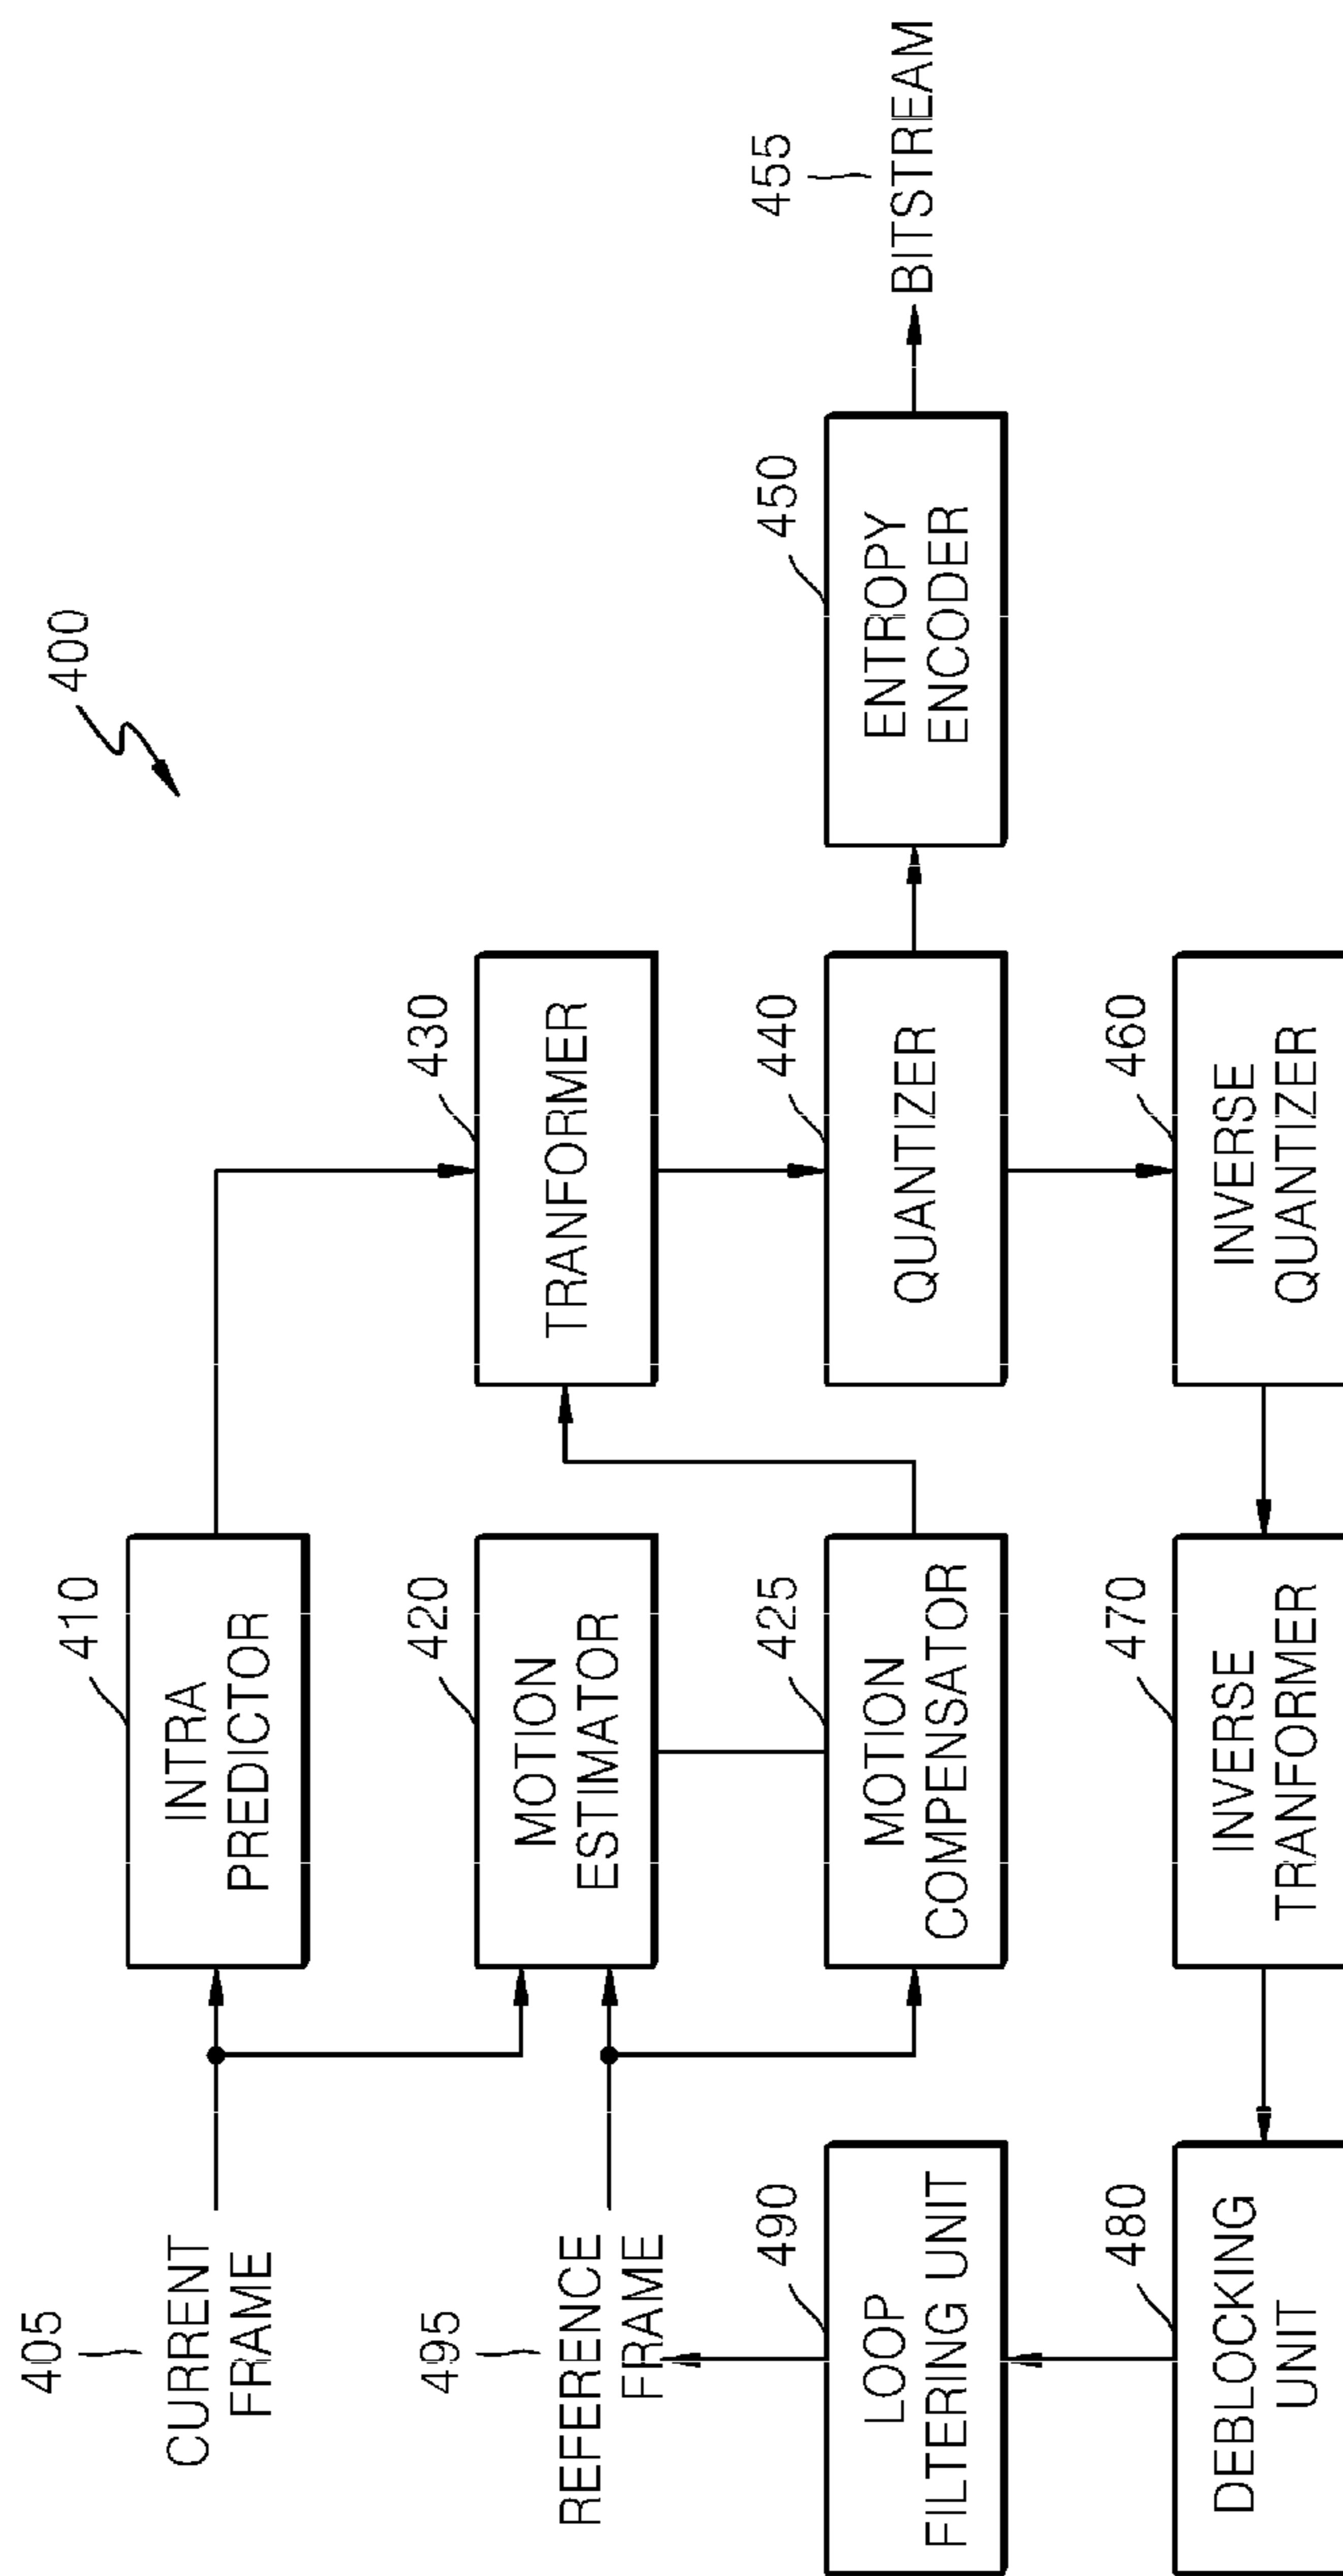 400
405
CURRENT
FRAME
410
INTRA
PREDICTOR
495
REFERENCE
FRAME
420
MOTION
ESTIMATOR
430
TRANFORMER
490
LOOP
FILTERING UNIT
425
MOTION
COMPENSATOR
440
QUANTIZER
450
ENTROPY
ENCODER
455
BITSTREAM
480
DEBLOCKING
UNIT
470
INVERSE
TRANFORMER
460
INVERSE
QUANTIZER